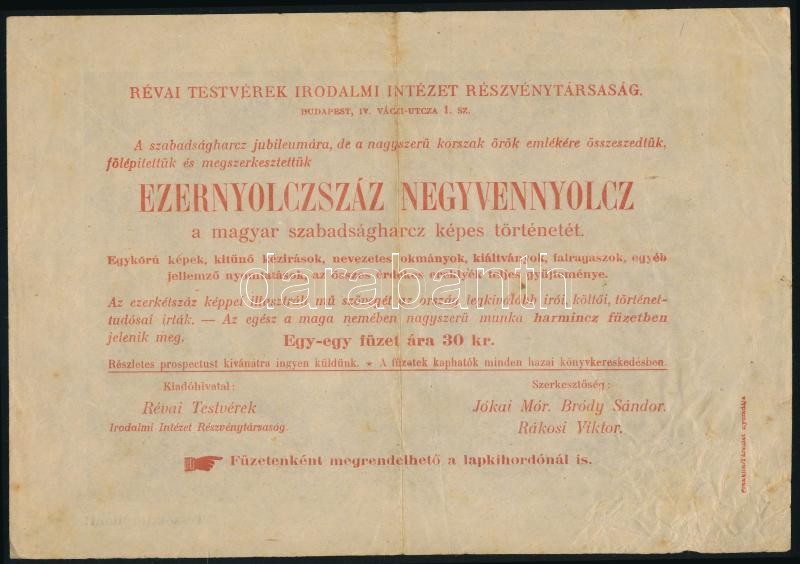 RÉVAI TESTVÉREK IRODALMI INTÉZET RÉSZVÉNYTÁRSASÁG.
BUDAPEST, IV. VÁCZI-UTCZA 1. SZ.
A szabadságharcz jubileumára, de a nagyszerű korszak örök emlékére összeszedtük,
fölépitettük és megszerkesztettük
EZERNYOLCZSZÁZ NEGYVENNYOLCZ
a magyar szabadságharcz képes történetét.
Egykorú képek, kitünő kézirások, nevezetes okmányok, kiáltványok, falragaszok, egyéb
jellemző nyomtatások, az összes érdekes ereklyék teljes gyüjteménye.
Az ezerkétszáz képpel illusztrált mű szövegét az ország legkiválóbb irói, költői, történet-
tudósai irták. — Az egész a maga nemében nagyszerű munka harmincz füzetben
jelenik meg. Egy-egy füzet ára 30 kr.
Részletes prospectust kivánatra ingyen küldünk. * A füzetek kaphatók minden hazai könyvkereskedésben.
Kiadóhivatal:
Révai Testvérek
Irodalmi Intézet Részvénytársaság.
Szerkesztőség:
Jókai Mór. Bródy Sándor.
Rákosi Viktor.
Füzetenként megrendelhető a lapkihordónál is.
nyomdája
darabanth